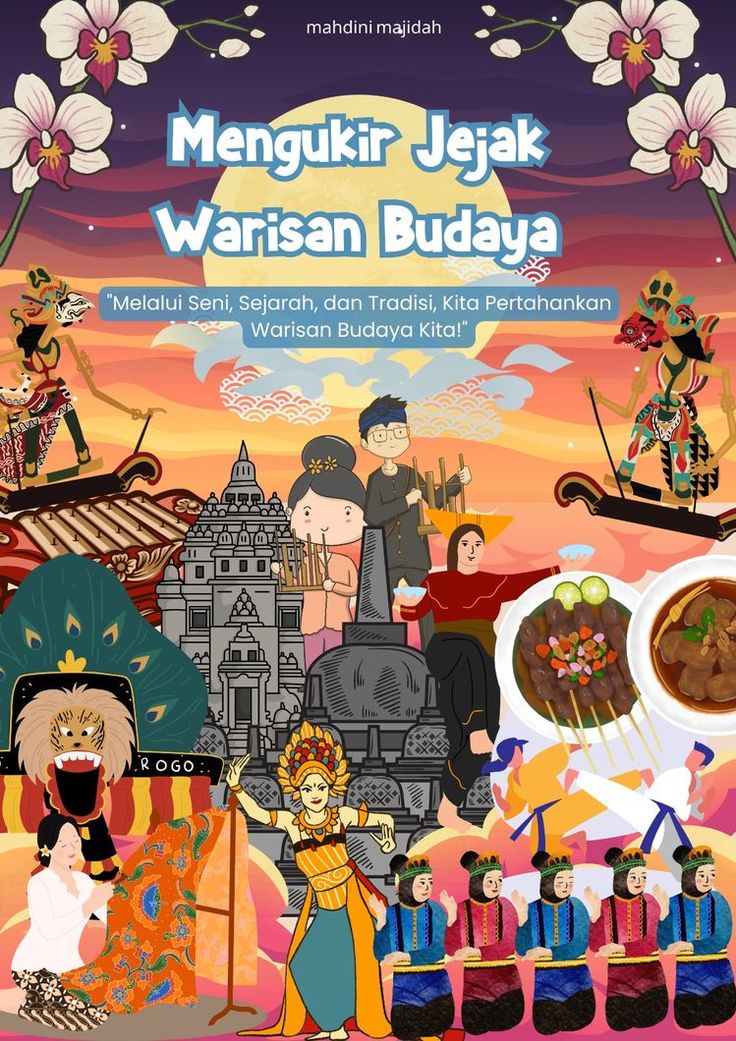 mahdini majidah
Mengukir Jejak
Warisan Budaya
"Melalui Seni, Sejarah, dan Tradisi, Kita Pertahankan
Warisan Budaya Kita!"
ROGO